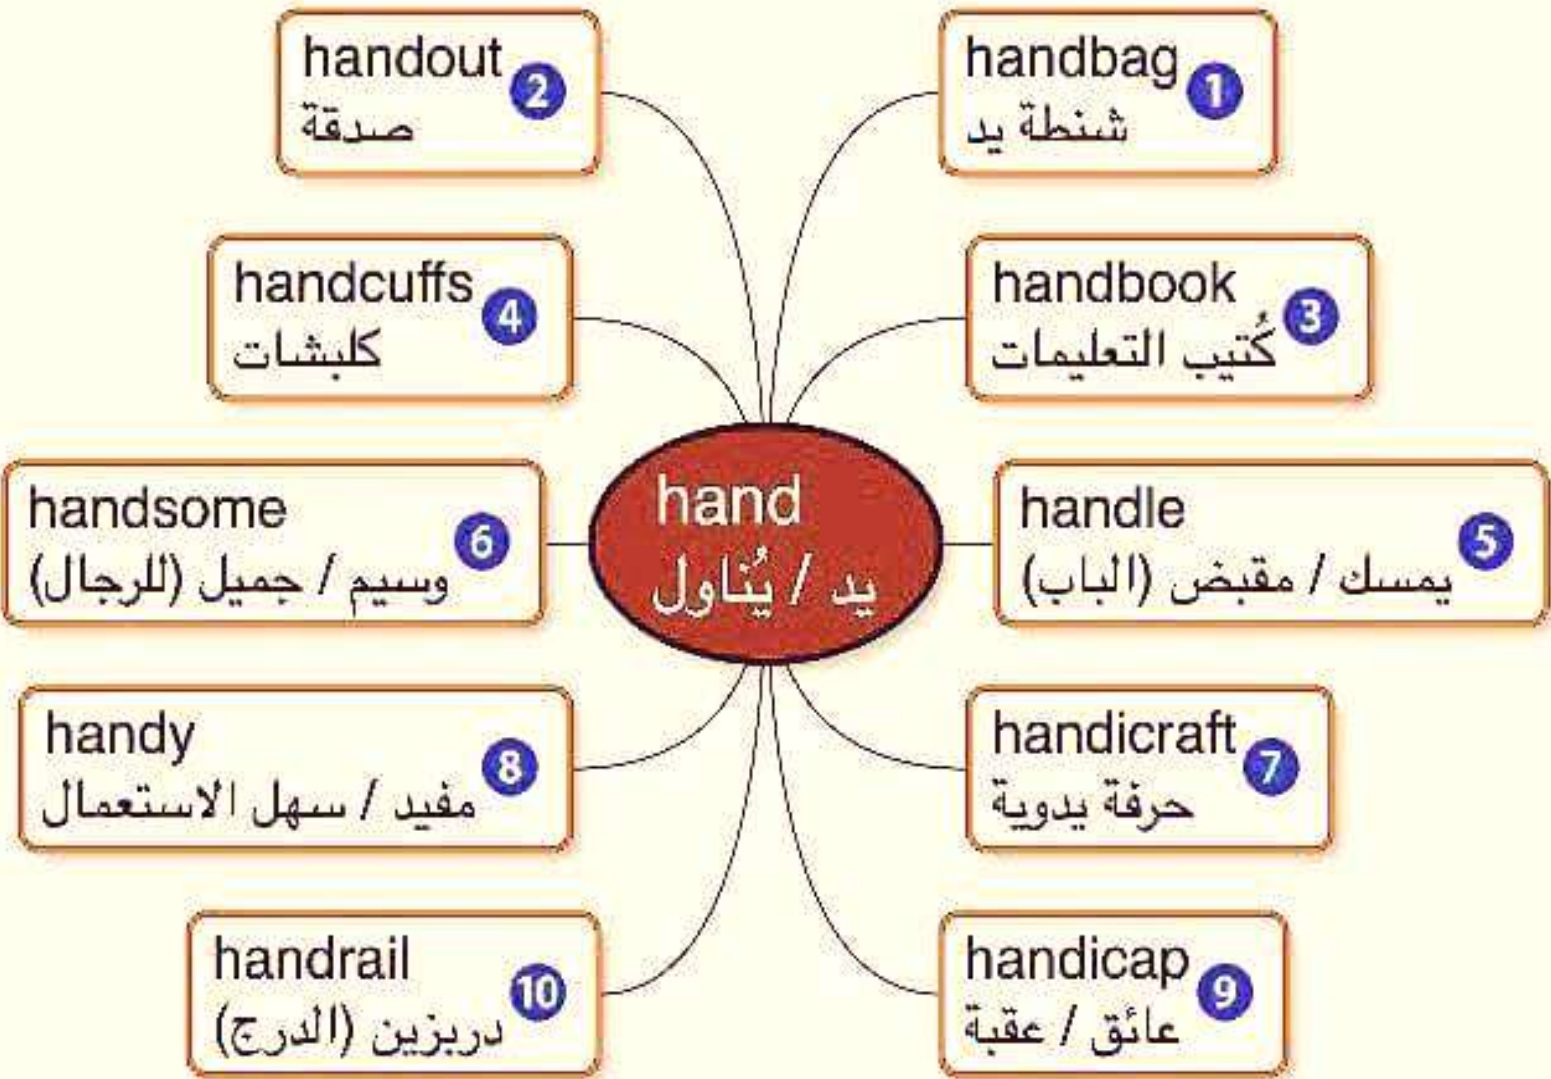 hand
يد / يُناول
handbag 1
شنطة يد
handout 2
صدقة
handbook 3
كُتيب التعليمات
handcuffs 4
كلبشات
handle 5
يمسك / مقبض (الباب)
handsome 6
وسيم / جميل (للرجال)
handicraft 7
حرفة يدوية
handy 8
مفيد / سهل الاستعمال
handicap 9
عائق / عقبة
handrail 10
دربزين (الدرج)